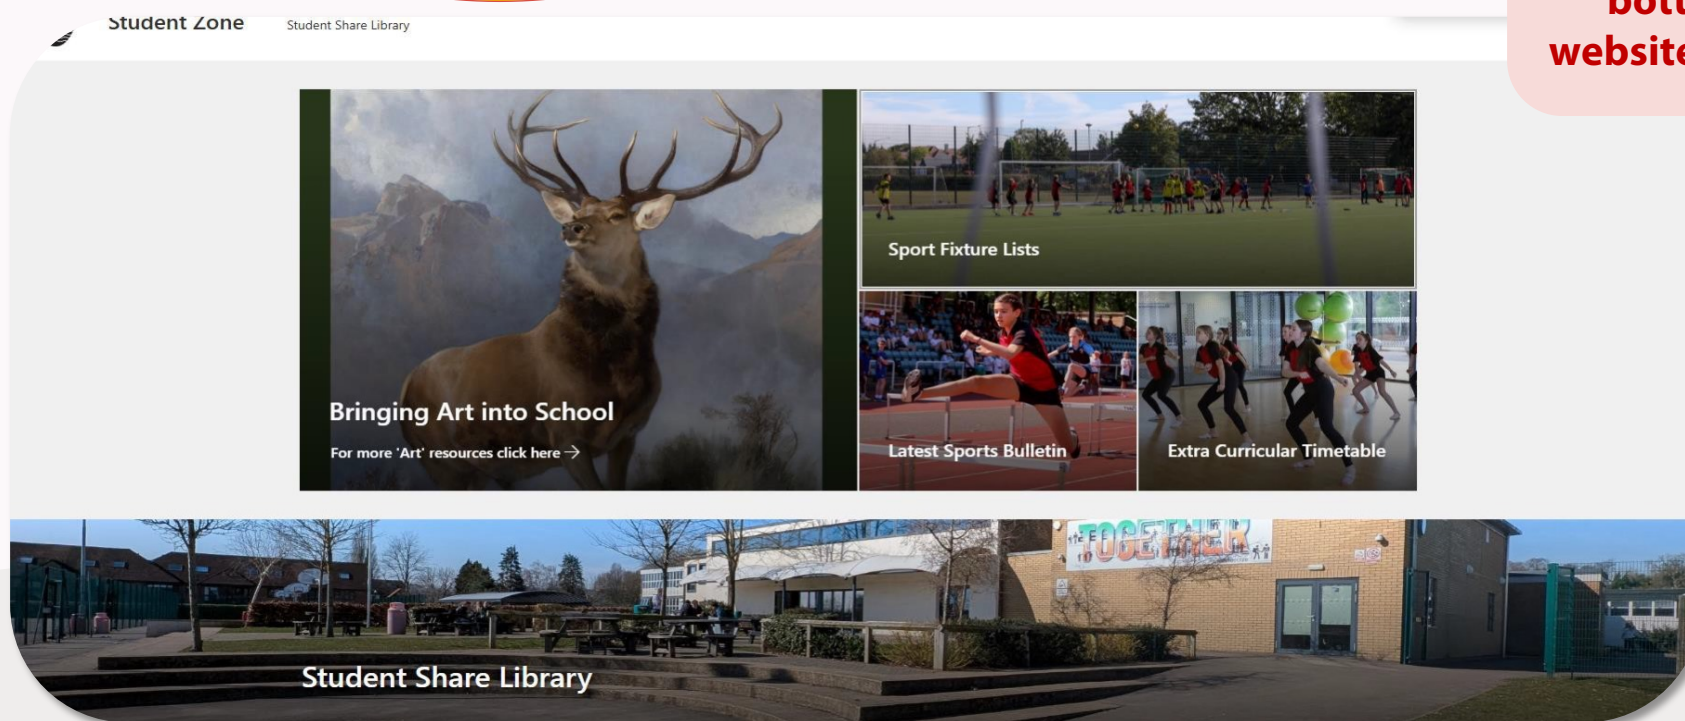 Student Zone
Student Share Library
website
Sport Fixture Lists
Bringing Art into School
For more 'Art' resources click here →
Latest Sports Bulletin
Extra Curricular Timetable
TOGETHER
Student Share Library